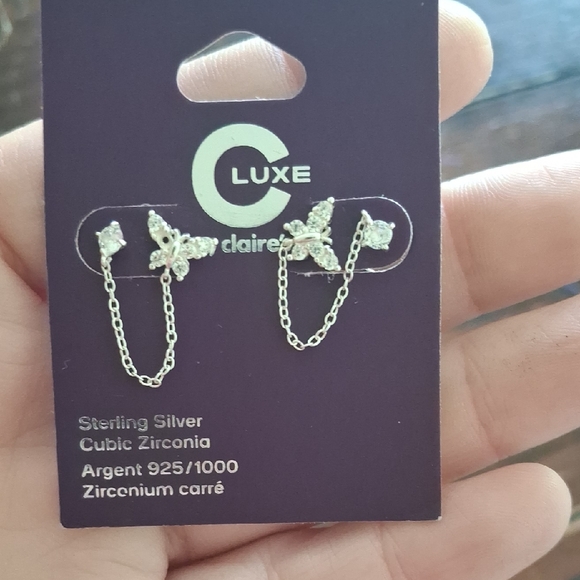 C LUXE
claire's
Sterling Silver
Cubic Zirconia
Argent 925/1000
Zirconium carré